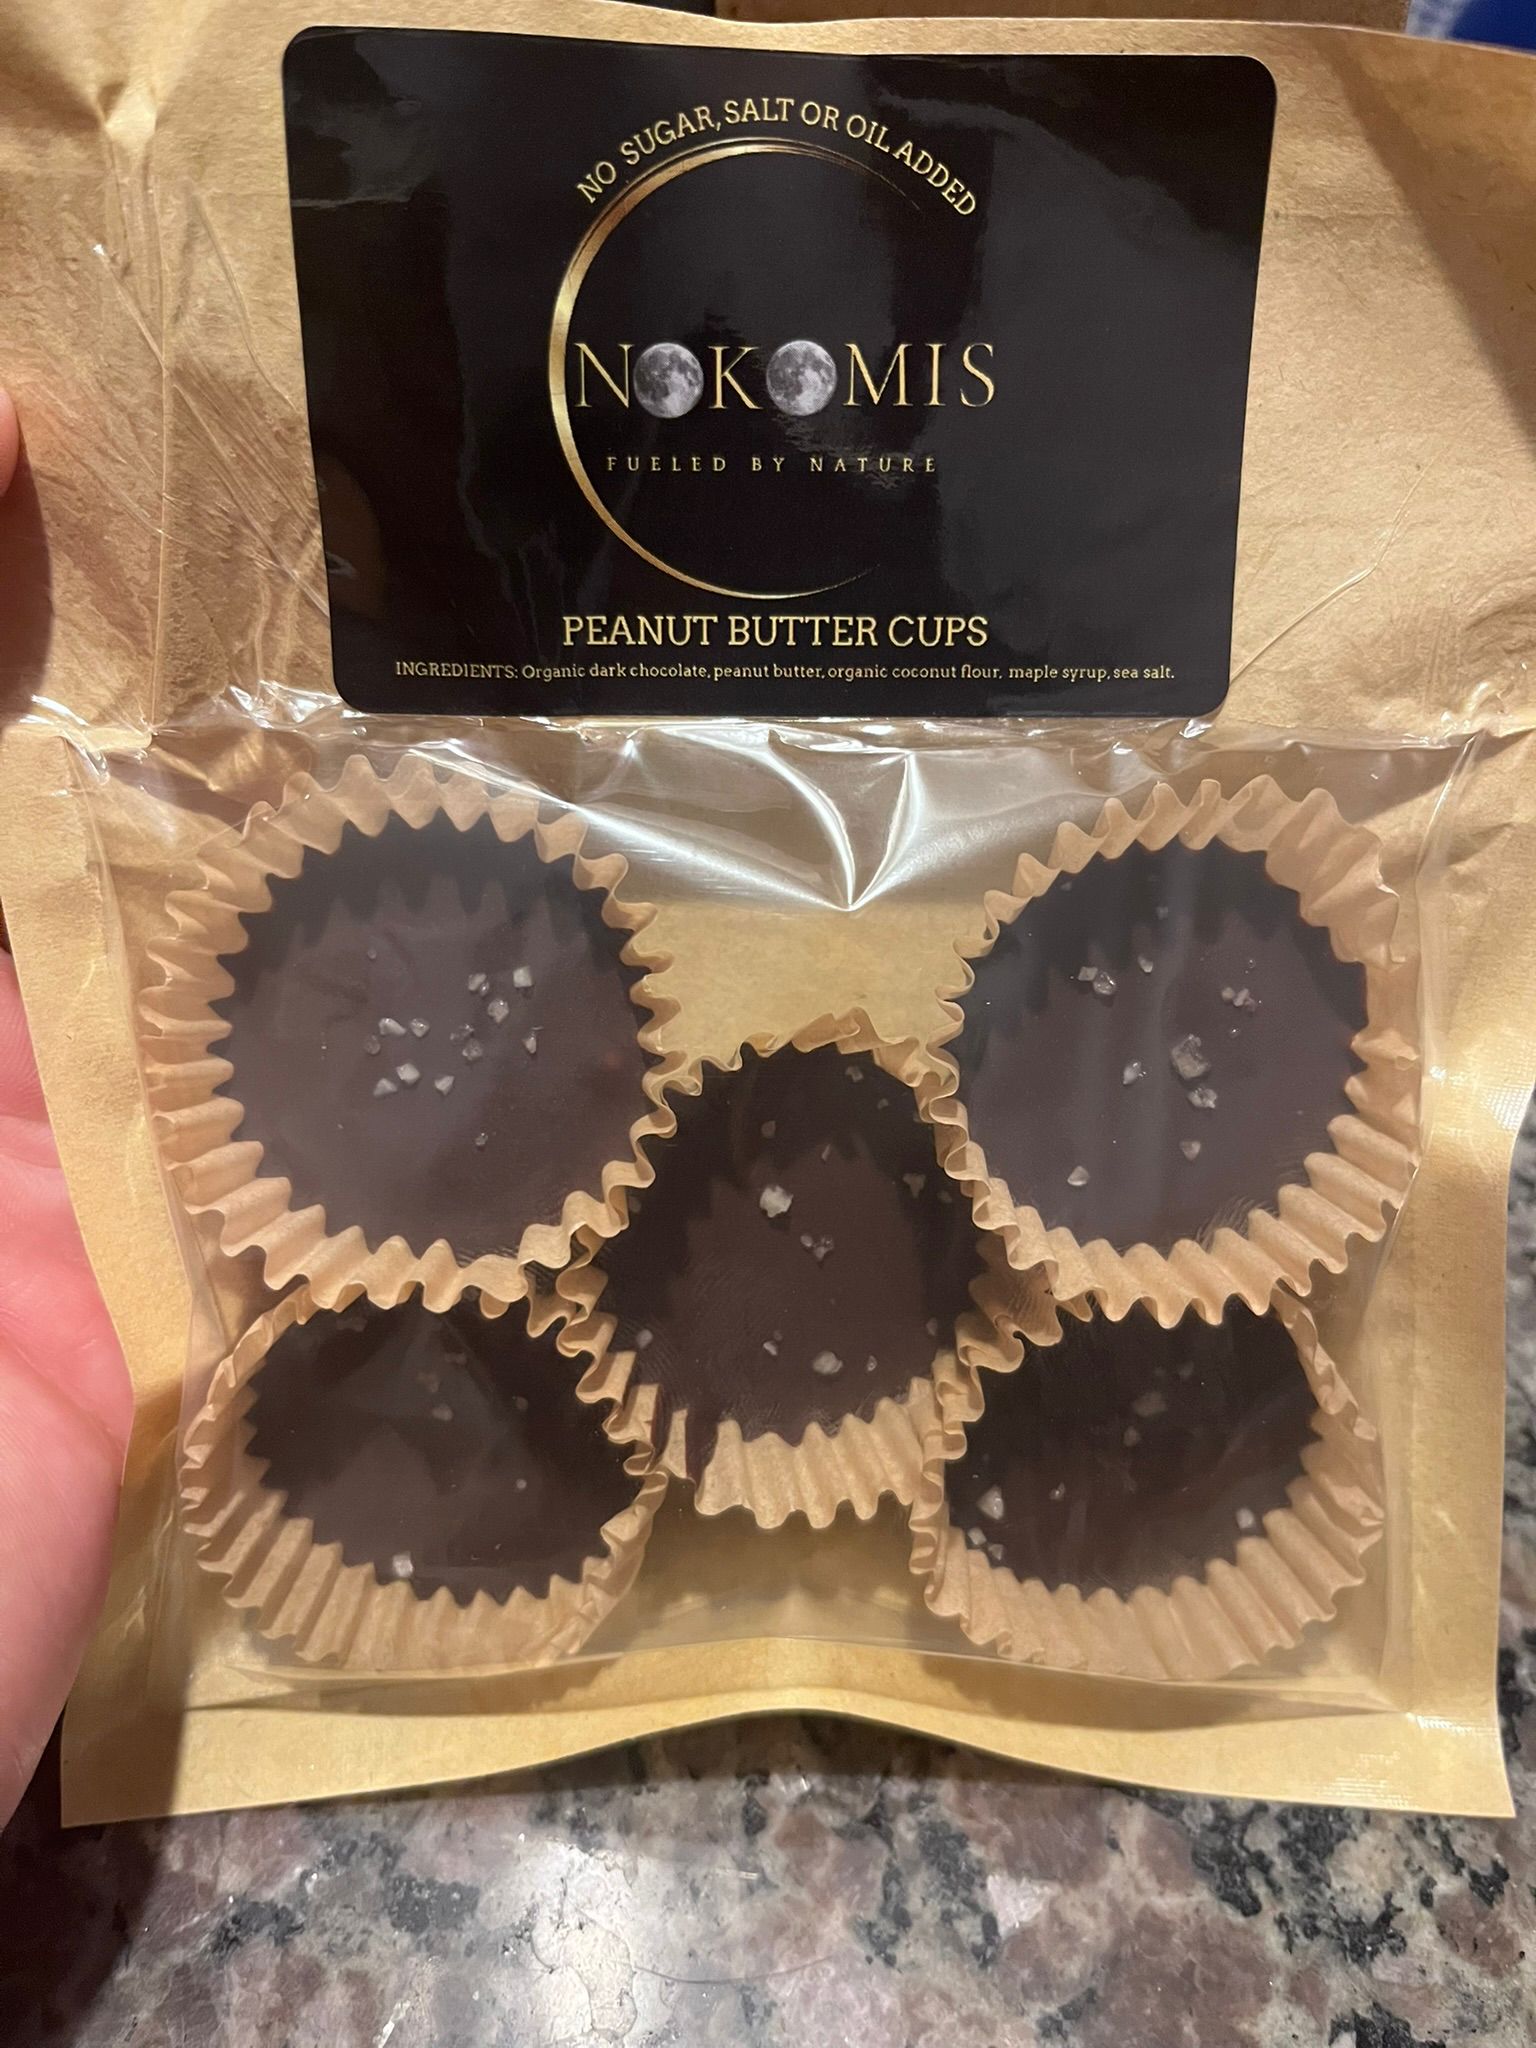 NO SUGAR, SALT OR OIL ADDED
NOKOMIS
FUELED BY NATURE
PEANUT BUTTER CUPS
INGREDIENTS: Organic dark chocolate, peanut butter, organic coconut flour, maple syrup, sea salt.